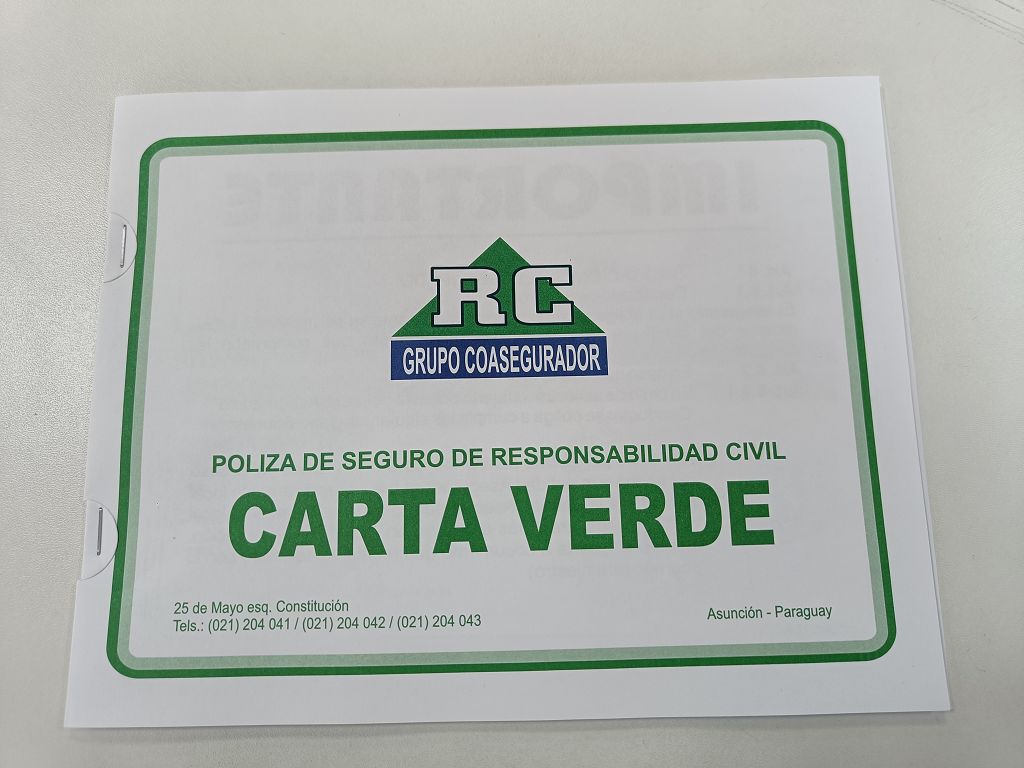 RC
GRUPO COASEGURADOR
POLIZA DE SEGURO DE RESPONSABILIDAD CIVIL
CARTA VERDE
25 de Mayo esq. Constitución
Tels.: (021) 204 041 / (021) 204 042 / (021) 204 043
Asunción - Paraguay